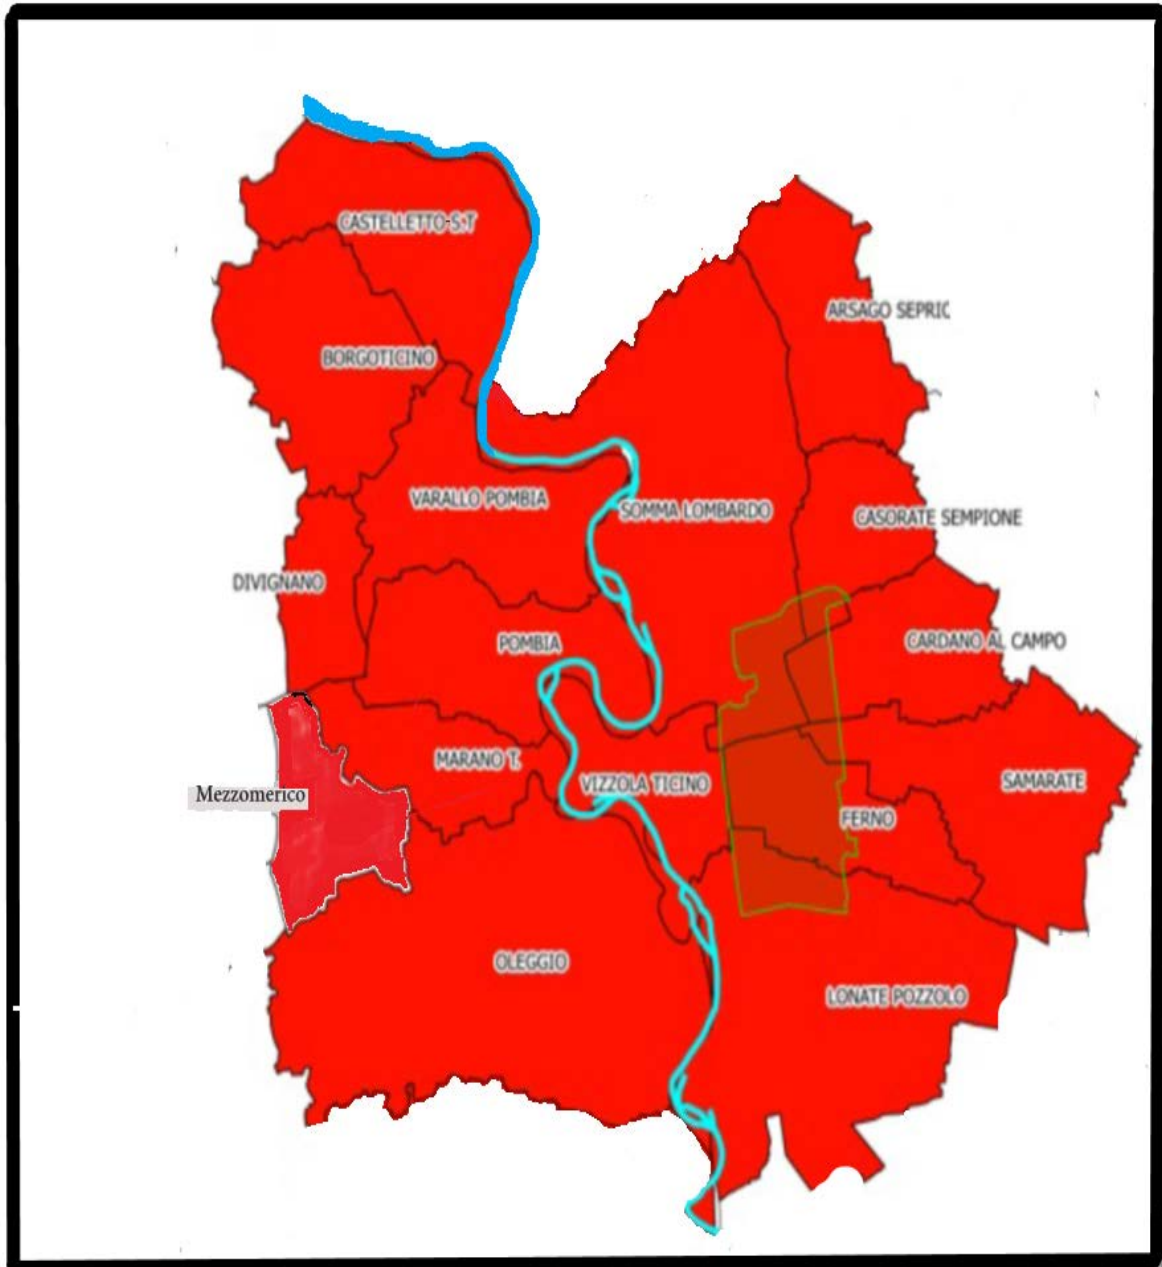 CASTELLETTO S.T
ARSAGO SEPRIC
BORGOTICINO
VARALLO POMBIA
SOMMA LOMBARDO
CASORATE SEMPIONE
DIVIGNANO
POMBIA
CARDANO AL CAMPO
MARANO T.
VIZZOLA TICINO
SAMARATE
Mezzomerico
FERNO
OLEGGIO
LONATE POZZOLO